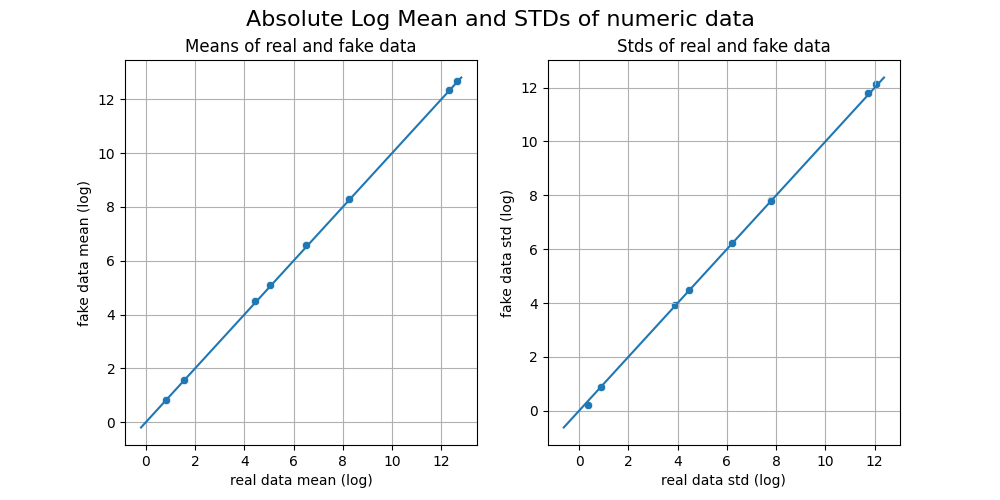 Absolute Log Mean and STDs of numeric data
Means of real and fake data
12
10
8
6
4
2
0
fake data mean (log)
0 2 4 6 8 10 12
real data mean (log)
Stds of real and fake data
12
10
8
6
4
2
0
fake data std (log)
0 2 4 6 8 10 12
real data std (log)